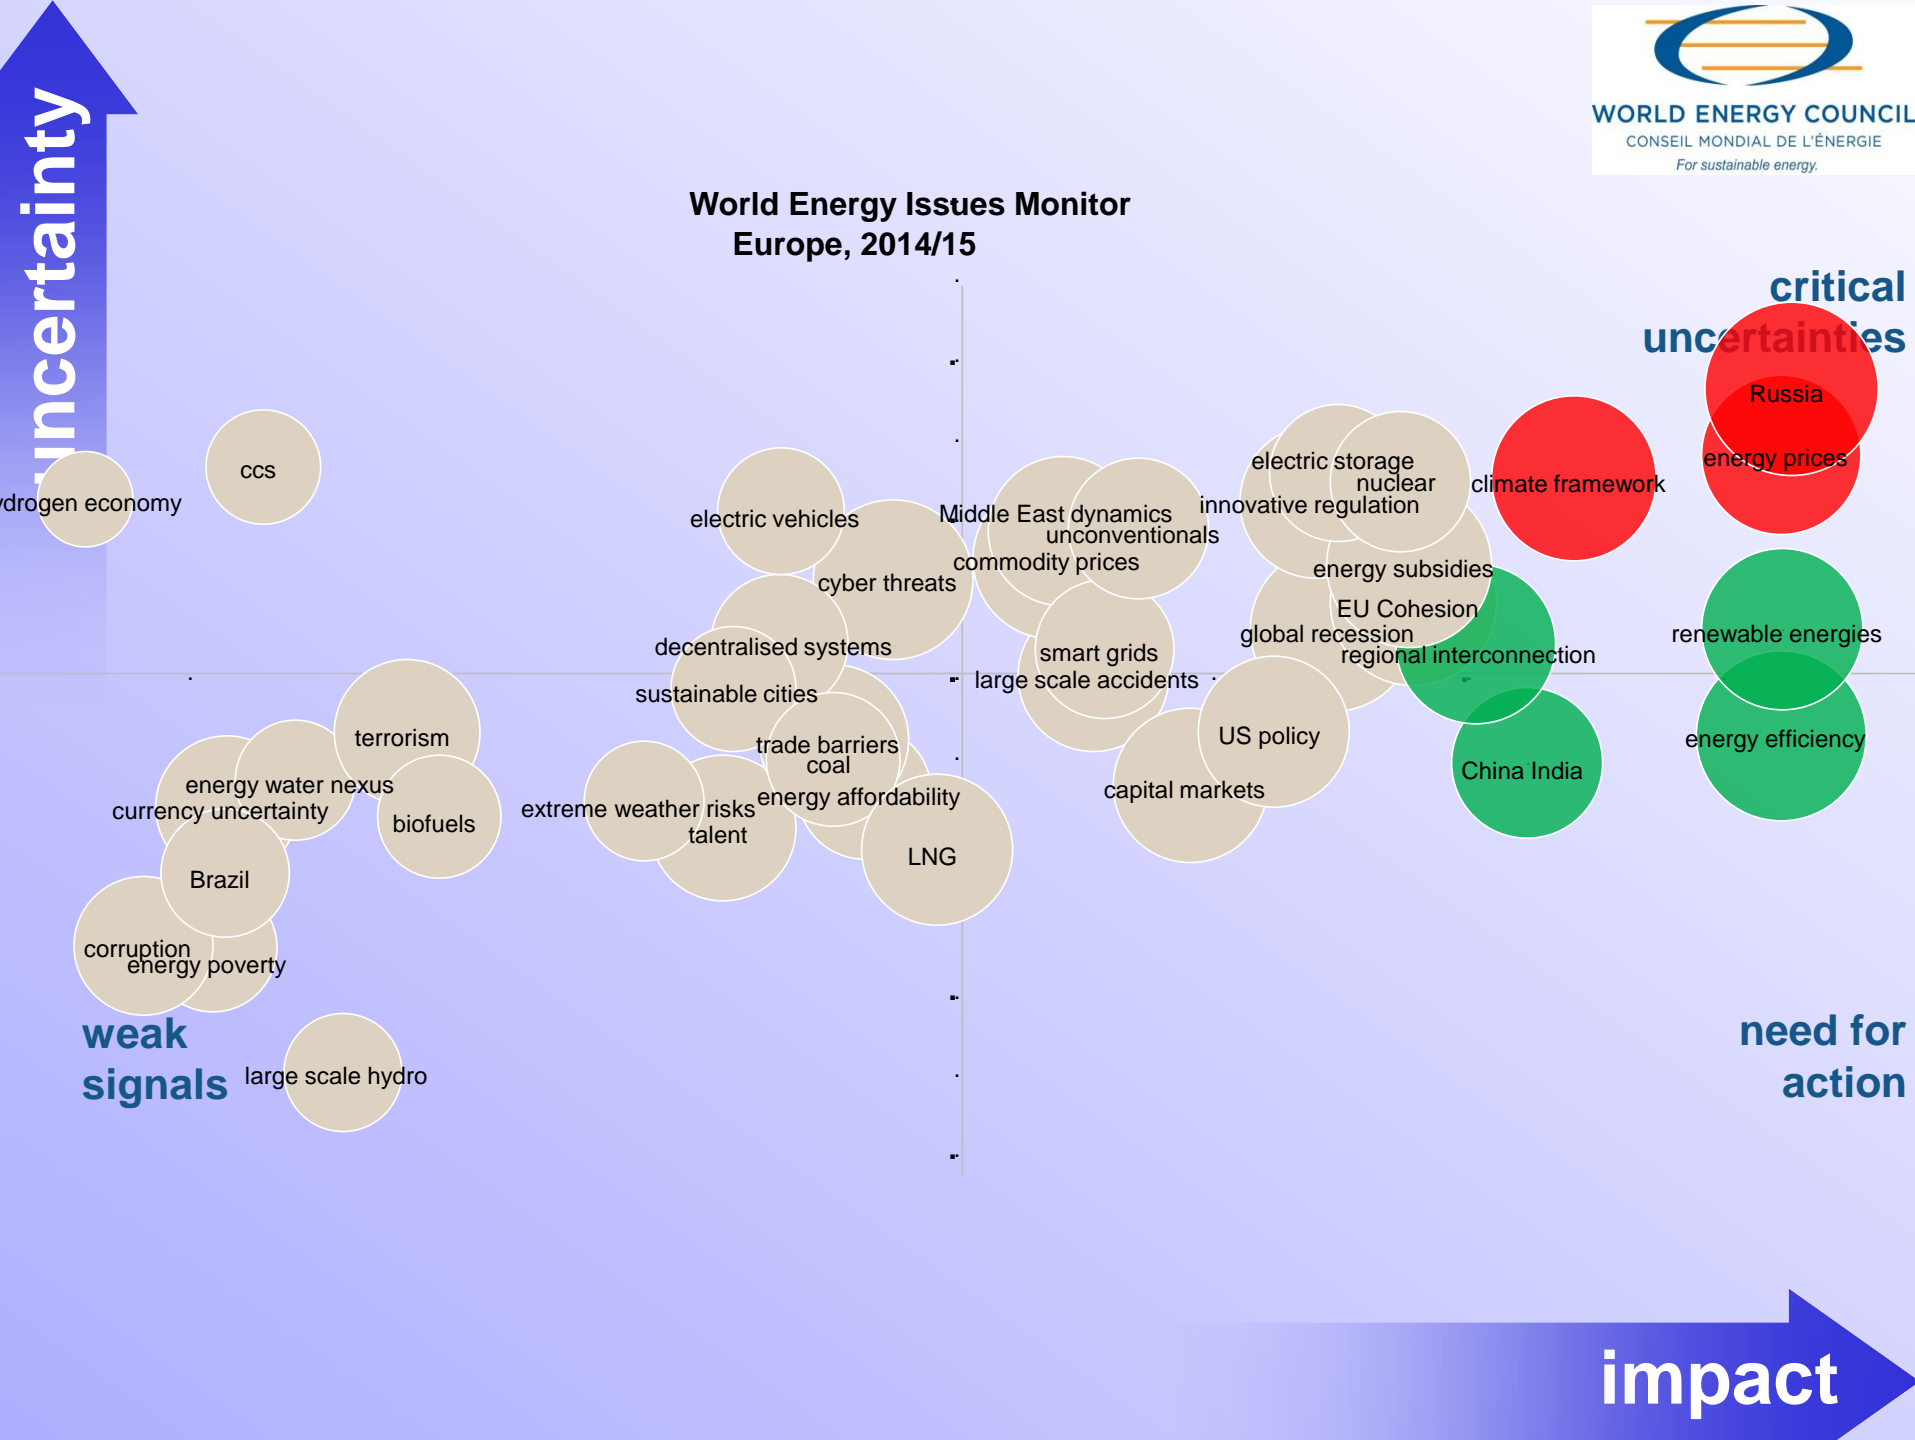 uncertainty
WORLD ENERGY COUNCIL
CONSEIL MONDIAL DE L'ÉNERGIE
For sustainable energy.
World Energy Issues Monitor
Europe, 2014/15
critical
uncertainties
Russia
energy prices
climate framework
electric storage
nuclear
innovative regulation
ccs
ydrogen economy
electric vehicles
Middle East dynamics
unconventionals
commodity prices
cyber threats
energy subsidies
EU Cohesion
global recession
regional interconnection
renewable energies
decentralised systems
smart grids
large scale accidents
sustainable cities
terrorism
trade barriers
coal
US policy
energy efficiency
China India
energy water nexus
currency uncertainty
biofuels
extreme weather risks
talent
energy affordability
capital markets
LNG
Brazil
corruption
energy poverty
weak
signals
large scale hydro
need for
action
impact